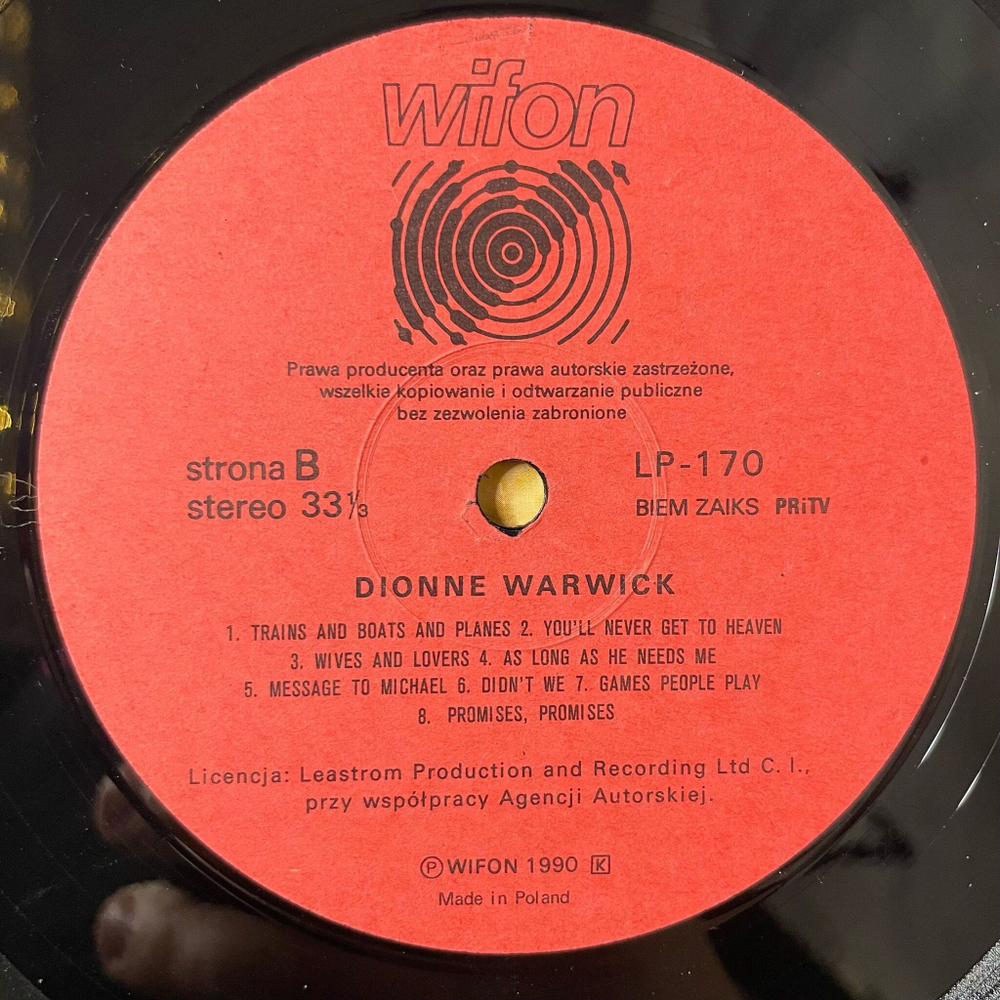 wifon
Prawa producenta oraz prawa autorskie zastrzeżone,
wszelkie kopiowanie i odtwarzanie publiczne
bez zezwolenia zabronione
strona B
stereo 33⅓
LP-170
BIEM ZAIKS PRiTV
DIONNE WARWICK
1. TRAINS AND BOATS AND PLANES 2. YOU'LL NEVER GET TO HEAVEN
3. WIVES AND LOVERS 4. AS LONG AS HE NEEDS ME
5. MESSAGE TO MICHAEL 6. DIDN'T WE 7. GAMES PEOPLE PLAY
8. PROMISES, PROMISES
Licencja: Leastrom Production and Recording Ltd C. I.,
przy współpracy Agencji Autorskiej.
Ⓟ WIFON 1990 K
Made in Poland